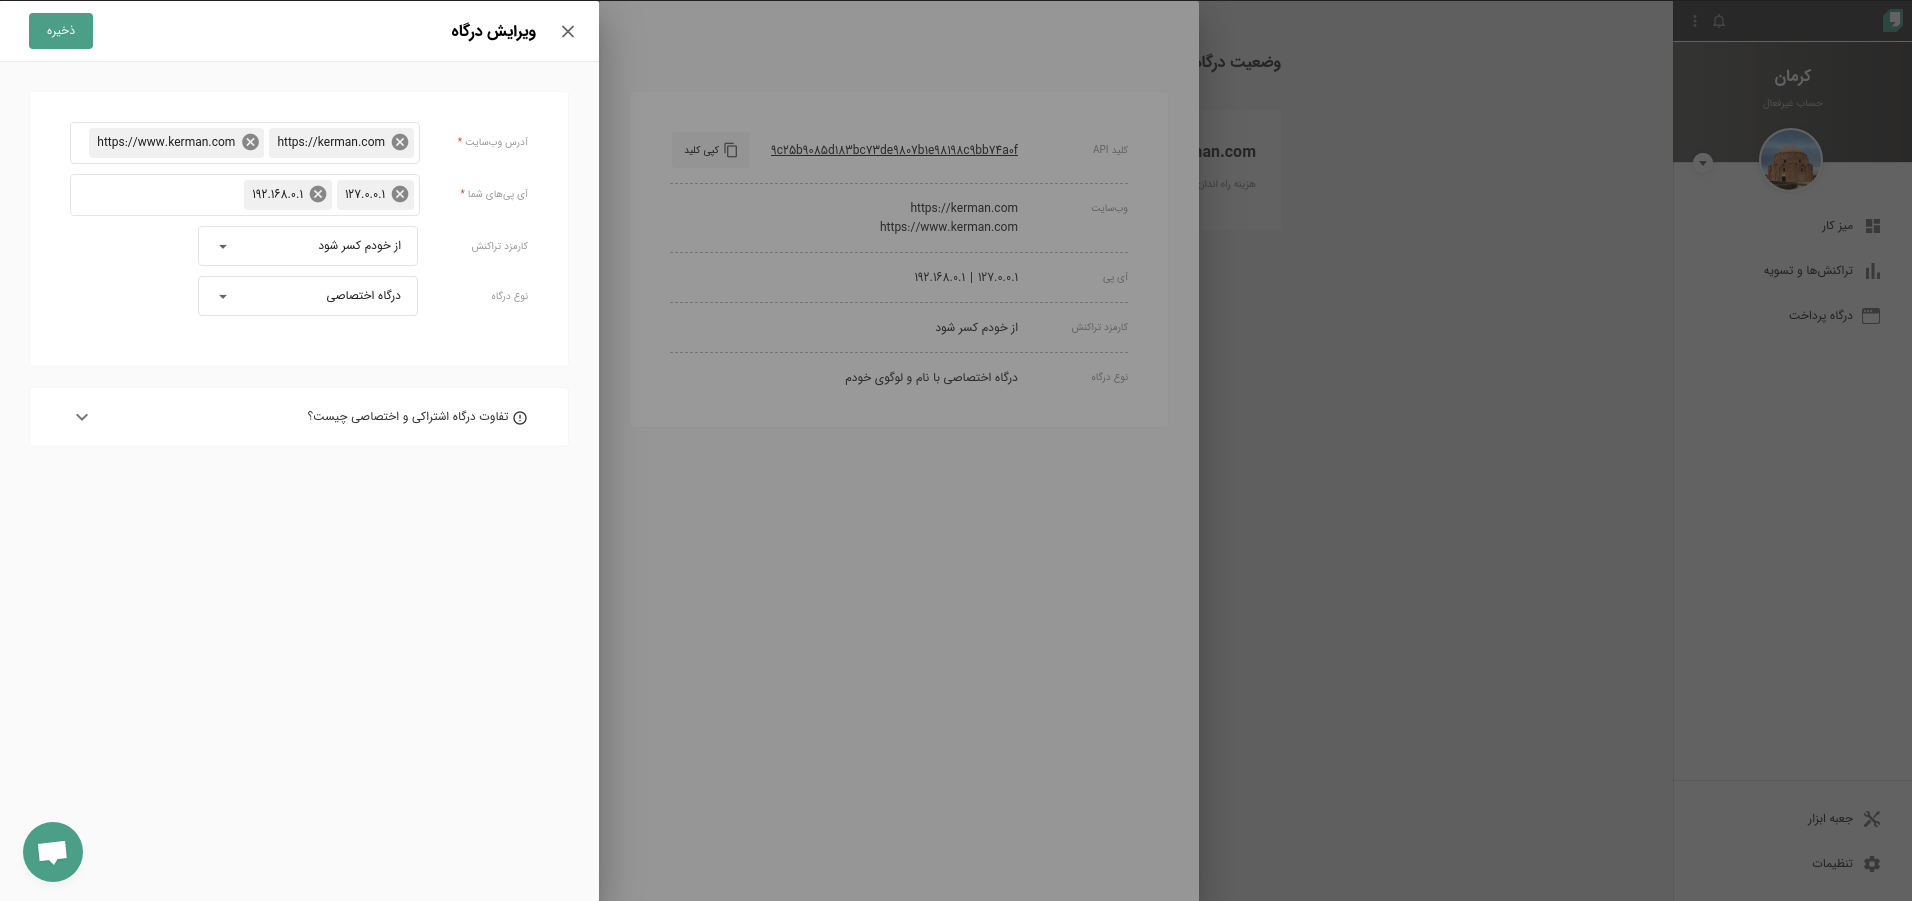 ویرایش درگاه
ذخیره
آدرس وب‌سایت *
https://kerman.com
https://www.kerman.com
آی پی‌های شما *
۱۲۷.۰.۰.۱
۱۹۲.۱۶۸.۰.۱
کارمزد تراکنش
از خودم کسر شود
نوع درگاه
درگاه اختصاصی
تفاوت درگاه اشتراکی و اختصاصی چیست؟
کلید API
۹c۲۵b۹۰۸۵d۱۸۳bc۷۳de۹۸۰۷b۱e۹۸۱۹۸c۹bb۷۴a۰f
کپی کلید
وب‌سایت
https://kerman.com
https://www.kerman.com
آی پی
۱۲۷.۰.۰.۱ | ۱۹۲.۱۶۸.۰.۱
کارمزد تراکنش
از خودم کسر شود
نوع درگاه
درگاه اختصاصی با نام و لوگوی خودم
وضعیت درگاه
an.com
هزینه راه انداز
کرمان
حساب غیرفعال
میز کار
تراکنش‌ها و تسویه
درگاه پرداخت
جعبه ابزار
تنظیمات